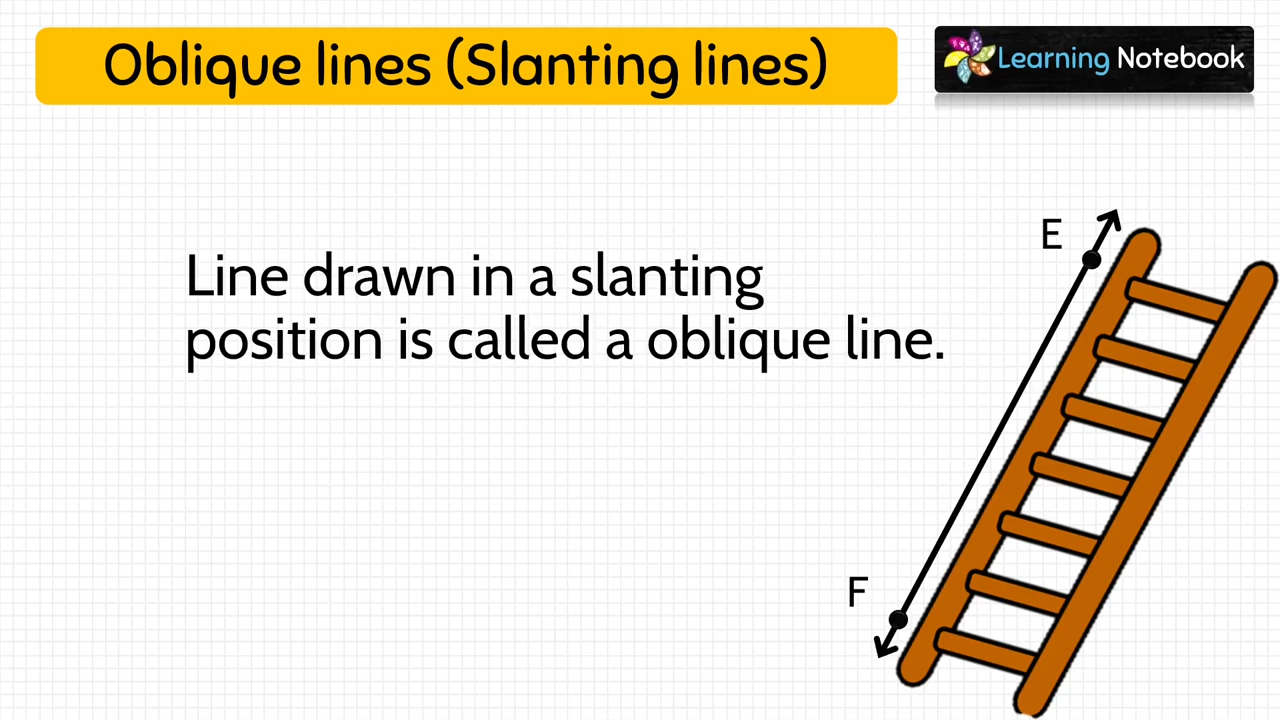 Oblique lines (Slanting lines)
Learning Notebook
Line drawn in a slanting
position is called a oblique line.
E
F